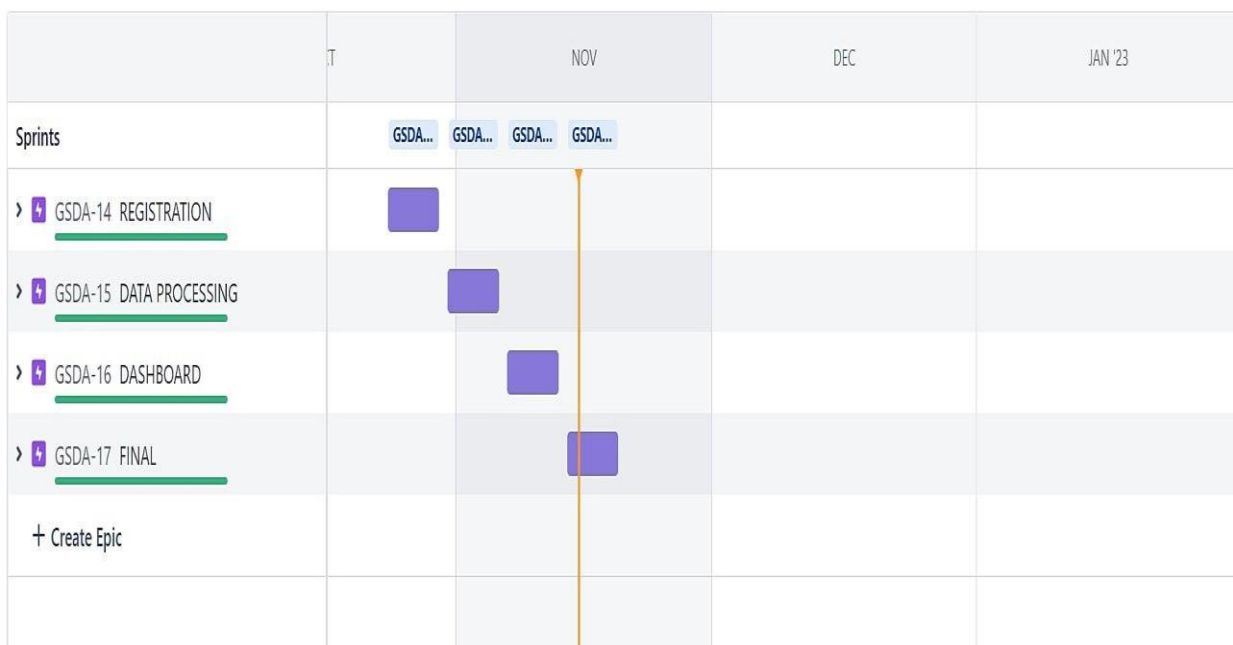 CT NOV DEC JAN '23
Sprints GSDA... GSDA... GSDA... GSDA...
GSDA-14 REGISTRATION
GSDA-15 DATA PROCESSING
GSDA-16 DASHBOARD
GSDA-17 FINAL
+ Create Epic